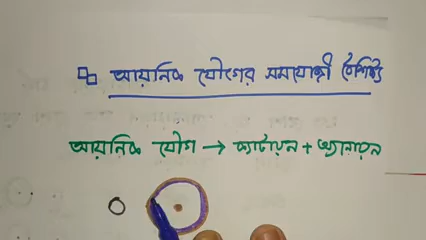 আয়নিক যৌগের সমযোজী বৈশিষ্ট্য
আয়নিক যৌগ → ক্যাটায়ন + অ্যানায়ন